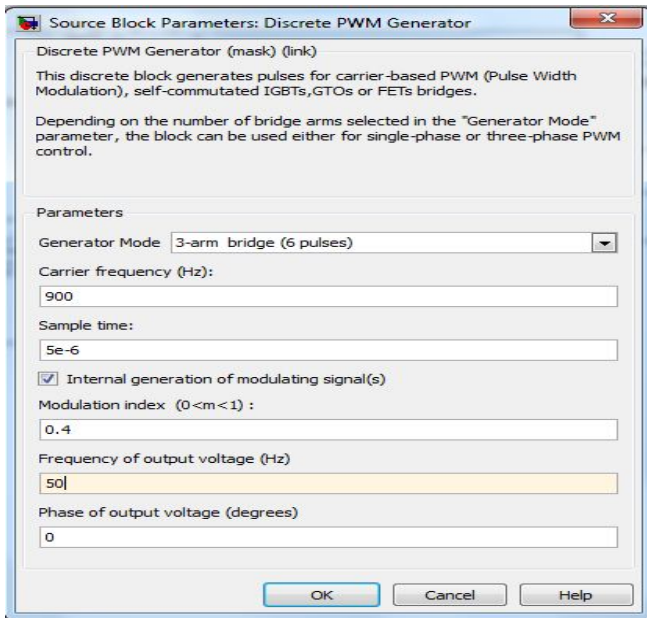 Source Block Parameters: Discrete PWM Generator
Discrete PWM Generator (mask) (link)
This discrete block generates pulses for carrier-based PWM (Pulse Width
Modulation), self-commutated IGBTs,GTOs or FETs bridges.
Depending on the number of bridge arms selected in the "Generator Mode"
parameter, the block can be used either for single-phase or three-phase PWM
control.
Parameters
Generator Mode 3-arm bridge (6 pulses)
Carrier frequency (Hz):
900
Sample time:
5e-6
Internal generation of modulating signal(s)
Modulation index (0<m<1) :
0.4
Frequency of output voltage (Hz)
50
Phase of output voltage (degrees)
0
OK Cancel Help